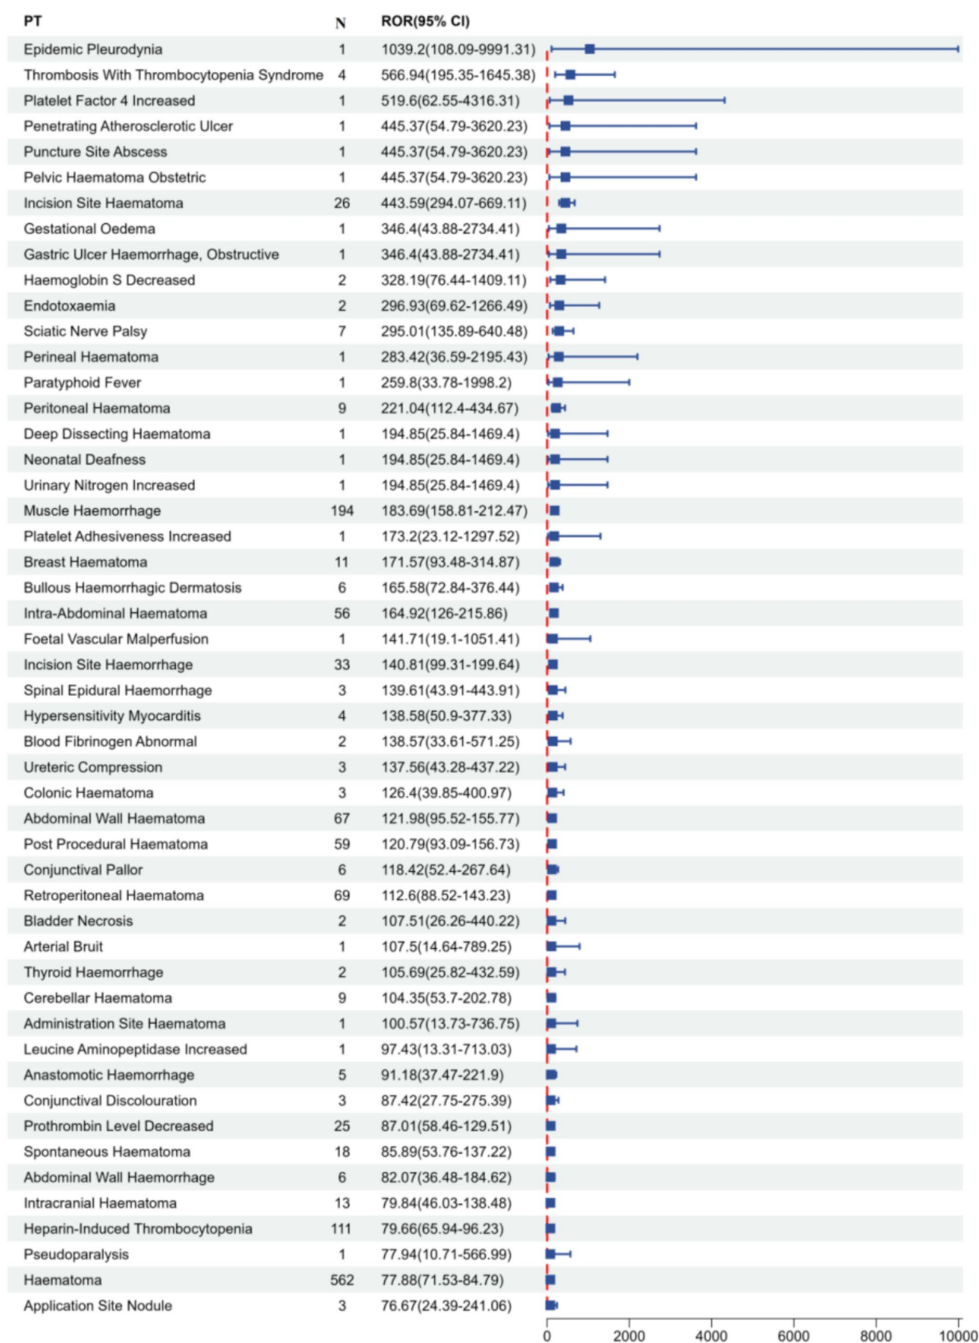 PT N ROR(95% CI)
Epidemic Pleurodynia 1 1039.2(108.09-9991.31)
Thrombosis With Thrombocytopenia Syndrome 4 566.94(195.35-1645.38)
Platelet Factor 4 Increased 1 519.6(62.55-4316.31)
Penetrating Atherosclerotic Ulcer 1 445.37(54.79-3620.23)
Puncture Site Abscess 1 445.37(54.79-3620.23)
Pelvic Haematoma Obstetric 1 445.37(54.79-3620.23)
Incision Site Haematoma 26 443.59(294.07-669.11)
Gestational Oedema 1 346.4(43.88-2734.41)
Gastric Ulcer Haemorrhage, Obstructive 1 346.4(43.88-2734.41)
Haemoglobin S Decreased 2 328.19(76.44-1409.11)
Endotoxaemia 2 296.93(69.62-1266.49)
Sciatic Nerve Palsy 7 295.01(135.89-640.48)
Perineal Haematoma 1 283.42(36.59-2195.43)
Paratyphoid Fever 1 259.8(33.78-1998.2)
Peritoneal Haematoma 9 221.04(112.4-434.67)
Deep Dissecting Haematoma 1 194.85(25.84-1469.4)
Neonatal Deafness 1 194.85(25.84-1469.4)
Urinary Nitrogen Increased 1 194.85(25.84-1469.4)
Muscle Haemorrhage 194 183.69(158.81-212.47)
Platelet Adhesiveness Increased 1 173.2(23.12-1297.52)
Breast Haematoma 11 171.57(93.48-314.87)
Bullous Haemorrhagic Dermatosis 6 165.58(72.84-376.44)
Intra-Abdominal Haematoma 56 164.92(126-215.86)
Foetal Vascular Malperfusion 1 141.71(19.1-1051.41)
Incision Site Haemorrhage 33 140.81(99.31-199.64)
Spinal Epidural Haemorrhage 3 139.61(43.91-443.91)
Hypersensitivity Myocarditis 4 138.58(50.9-377.33)
Blood Fibrinogen Abnormal 2 138.57(33.61-571.25)
Ureteric Compression 3 137.56(43.28-437.22)
Colonic Haematoma 3 126.4(39.85-400.97)
Abdominal Wall Haematoma 67 121.98(95.52-155.77)
Post Procedural Haematoma 59 120.79(93.09-156.73)
Conjunctival Pallor 6 118.42(52.4-267.64)
Retroperitoneal Haematoma 69 112.6(88.52-143.23)
Bladder Necrosis 2 107.51(26.26-440.22)
Arterial Bruit 1 107.5(14.64-789.25)
Thyroid Haemorrhage 2 105.69(25.82-432.59)
Cerebellar Haematoma 9 104.35(53.7-202.78)
Administration Site Haematoma 1 100.57(13.73-736.75)
Leucine Aminopeptidase Increased 1 97.43(13.31-713.03)
Anastomotic Haemorrhage 5 91.18(37.47-221.9)
Conjunctival Discolouration 3 87.42(27.75-275.39)
Prothrombin Level Decreased 25 87.01(58.46-129.51)
Spontaneous Haematoma 18 85.89(53.76-137.22)
Abdominal Wall Haemorrhage 6 82.07(36.48-184.62)
Intracranial Haematoma 13 79.84(46.03-138.48)
Heparin-Induced Thrombocytopenia 111 79.66(65.94-96.23)
Pseudoparalysis 1 77.94(10.71-566.99)
Haematoma 562 77.88(71.53-84.79)
Application Site Nodule 3 76.67(24.39-241.06)
0 2000 4000 6000 8000 10000